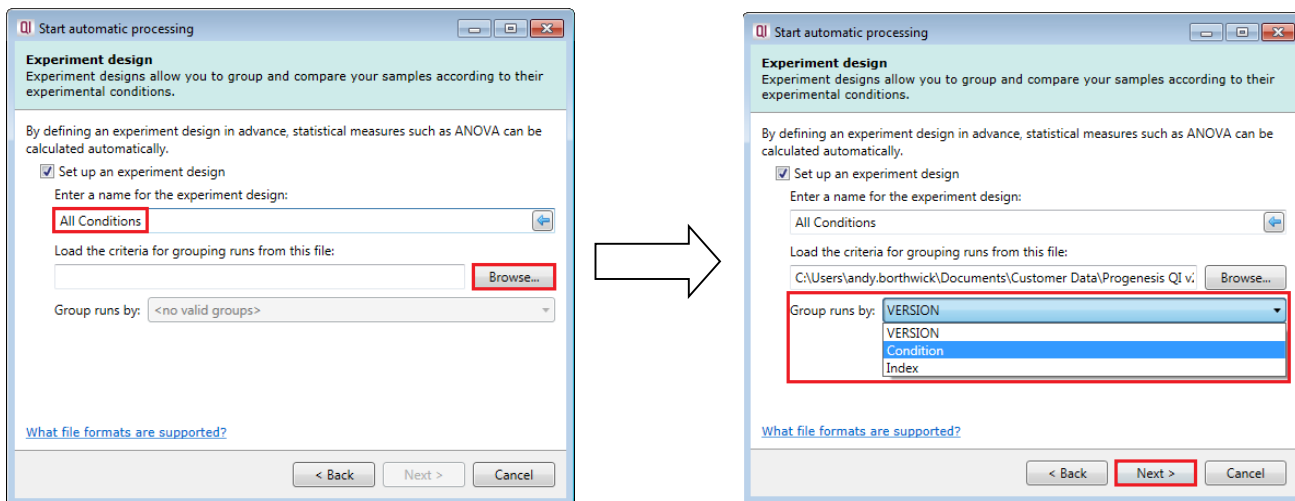 QI Start automatic processing
Experiment design
Experiment designs allow you to group and compare your samples according to their
experimental conditions.
By defining an experiment design in advance, statistical measures such as ANOVA can be
calculated automatically.
Set up an experiment design
Enter a name for the experiment design:
All Conditions
Load the criteria for grouping runs from this file:
Browse...
Group runs by: <no valid groups>
What file formats are supported?
< Back Next > Cancel
QI Start automatic processing
Experiment design
Experiment designs allow you to group and compare your samples according to their
experimental conditions.
By defining an experiment design in advance, statistical measures such as ANOVA can be
calculated automatically.
Set up an experiment design
Enter a name for the experiment design:
All Conditions
Load the criteria for grouping runs from this file:
C:\Users\andy.borthwick\Documents\Customer Data\Progenesis QI v. Browse...
Group runs by: VERSION
VERSION
Condition
Index
What file formats are supported?
< Back Next > Cancel